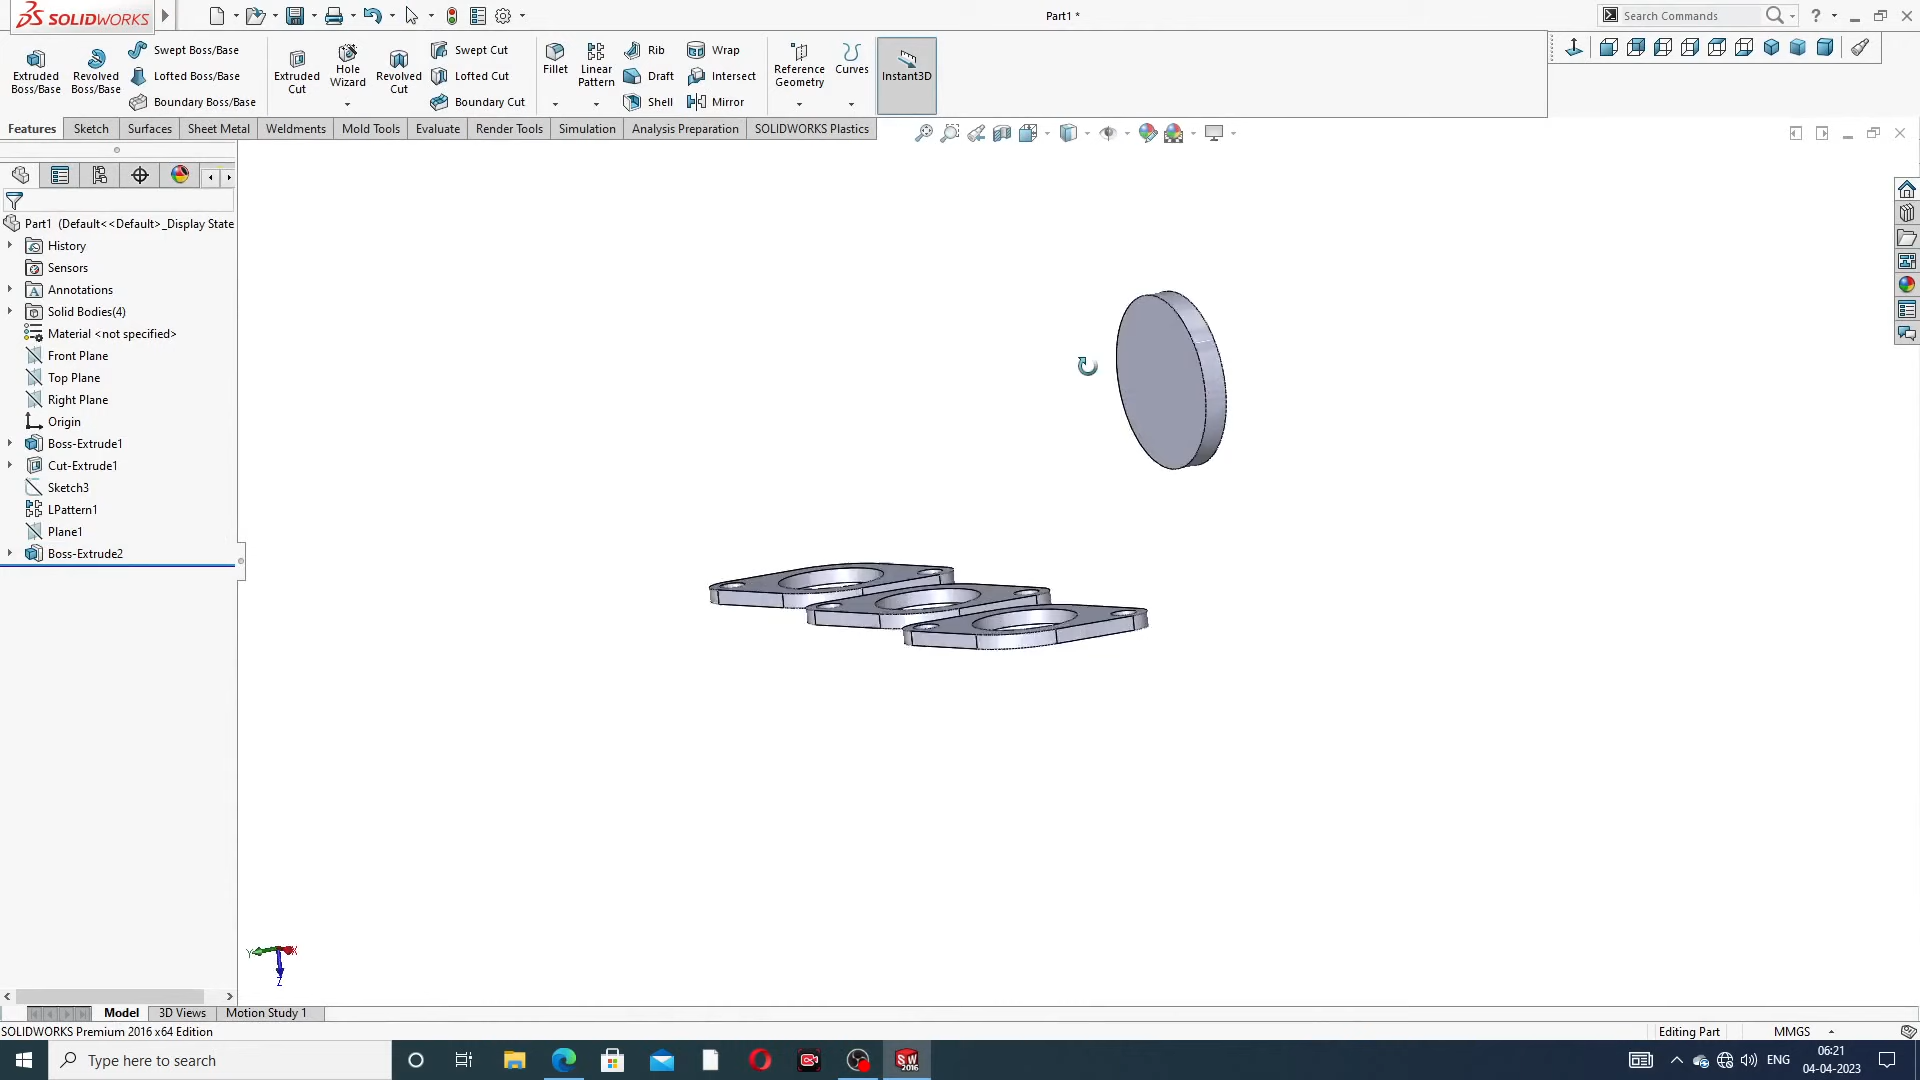 SOLIDWORKS
Part1 *
Search Commands
?
Extruded Boss/Base
Revolved Boss/Base
Swept Boss/Base
Lofted Boss/Base
Boundary Boss/Base
Extruded Cut
Hole Wizard
Revolved Cut
Swept Cut
Lofted Cut
Boundary Cut
Fillet
Linear Pattern
Rib
Draft
Shell
Wrap
Intersect
Mirror
Reference Geometry
Curves
Instant3D
Features
Sketch
Surfaces
Sheet Metal
Weldments
Mold Tools
Evaluate
Render Tools
Simulation
Analysis Preparation
SOLIDWORKS Plastics
Part1 (Default<<Default>_Display State
History
Sensors
Annotations
Solid Bodies(4)
Material <not specified>
Front Plane
Top Plane
Right Plane
Origin
Boss-Extrude1
Cut-Extrude1
Sketch3
LPattern1
Plane1
Boss-Extrude2
Y
X
Z
Model
3D Views
Motion Study 1
SOLIDWORKS Premium 2016 x64 Edition
Editing Part
MMGS
Type here to search
SW
2016
ENG
06:21
04-04-2023